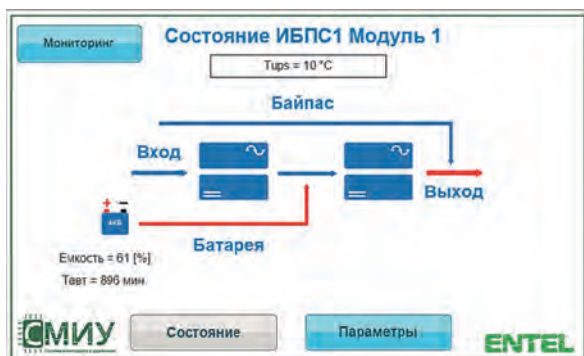 Мониторинг
Состояние ИБПС1 Модуль 1
Tups = 10 °C
Байпас
Вход
Выход
+ -
АКБ
Батарея
Емкость = 61 [%]
Тавт = 896 мин
СМИУ
Состояние
Параметры
ENTEL